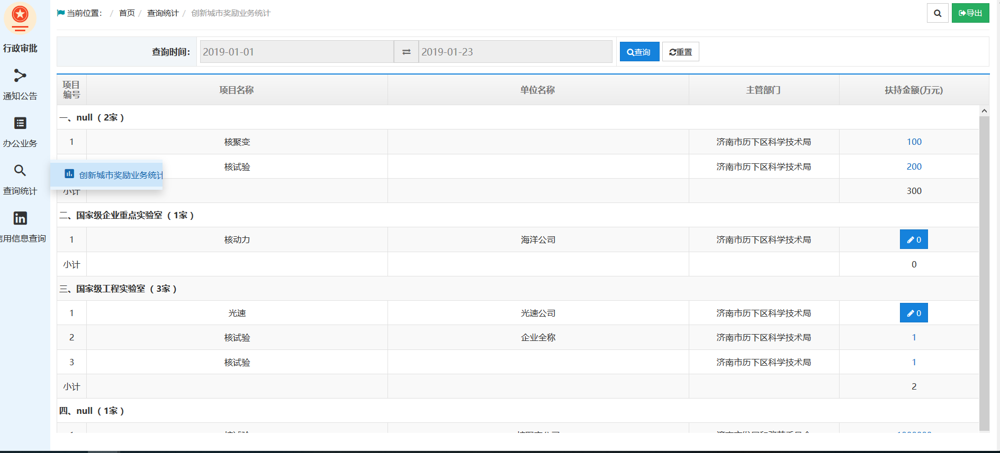 当前位置： / 首页 / 查询统计 / 创新城市奖励业务统计
导出
行政审批
通知公告
办公业务
查询统计
信用信息查询
创新城市奖励业务统计
查询时间： 2019-01-01 2019-01-23 查询 重置
项目编号 项目名称 单位名称 主管部门 扶持金额(万元)
一、null（2家）
1 核聚变 济南市历下区科学技术局 100
核试验 济南市历下区科学技术局 200
小计 300
二、国家级企业重点实验室（1家）
1 核动力 海洋公司 济南市历下区科学技术局 0
小计 0
三、国家级工程实验室（3家）
1 光速 光速公司 济南市历下区科学技术局 0
2 核试验 企业全称 济南市历下区科学技术局 1
3 核试验 济南市历下区科学技术局 1
小计 2
四、null（1家）